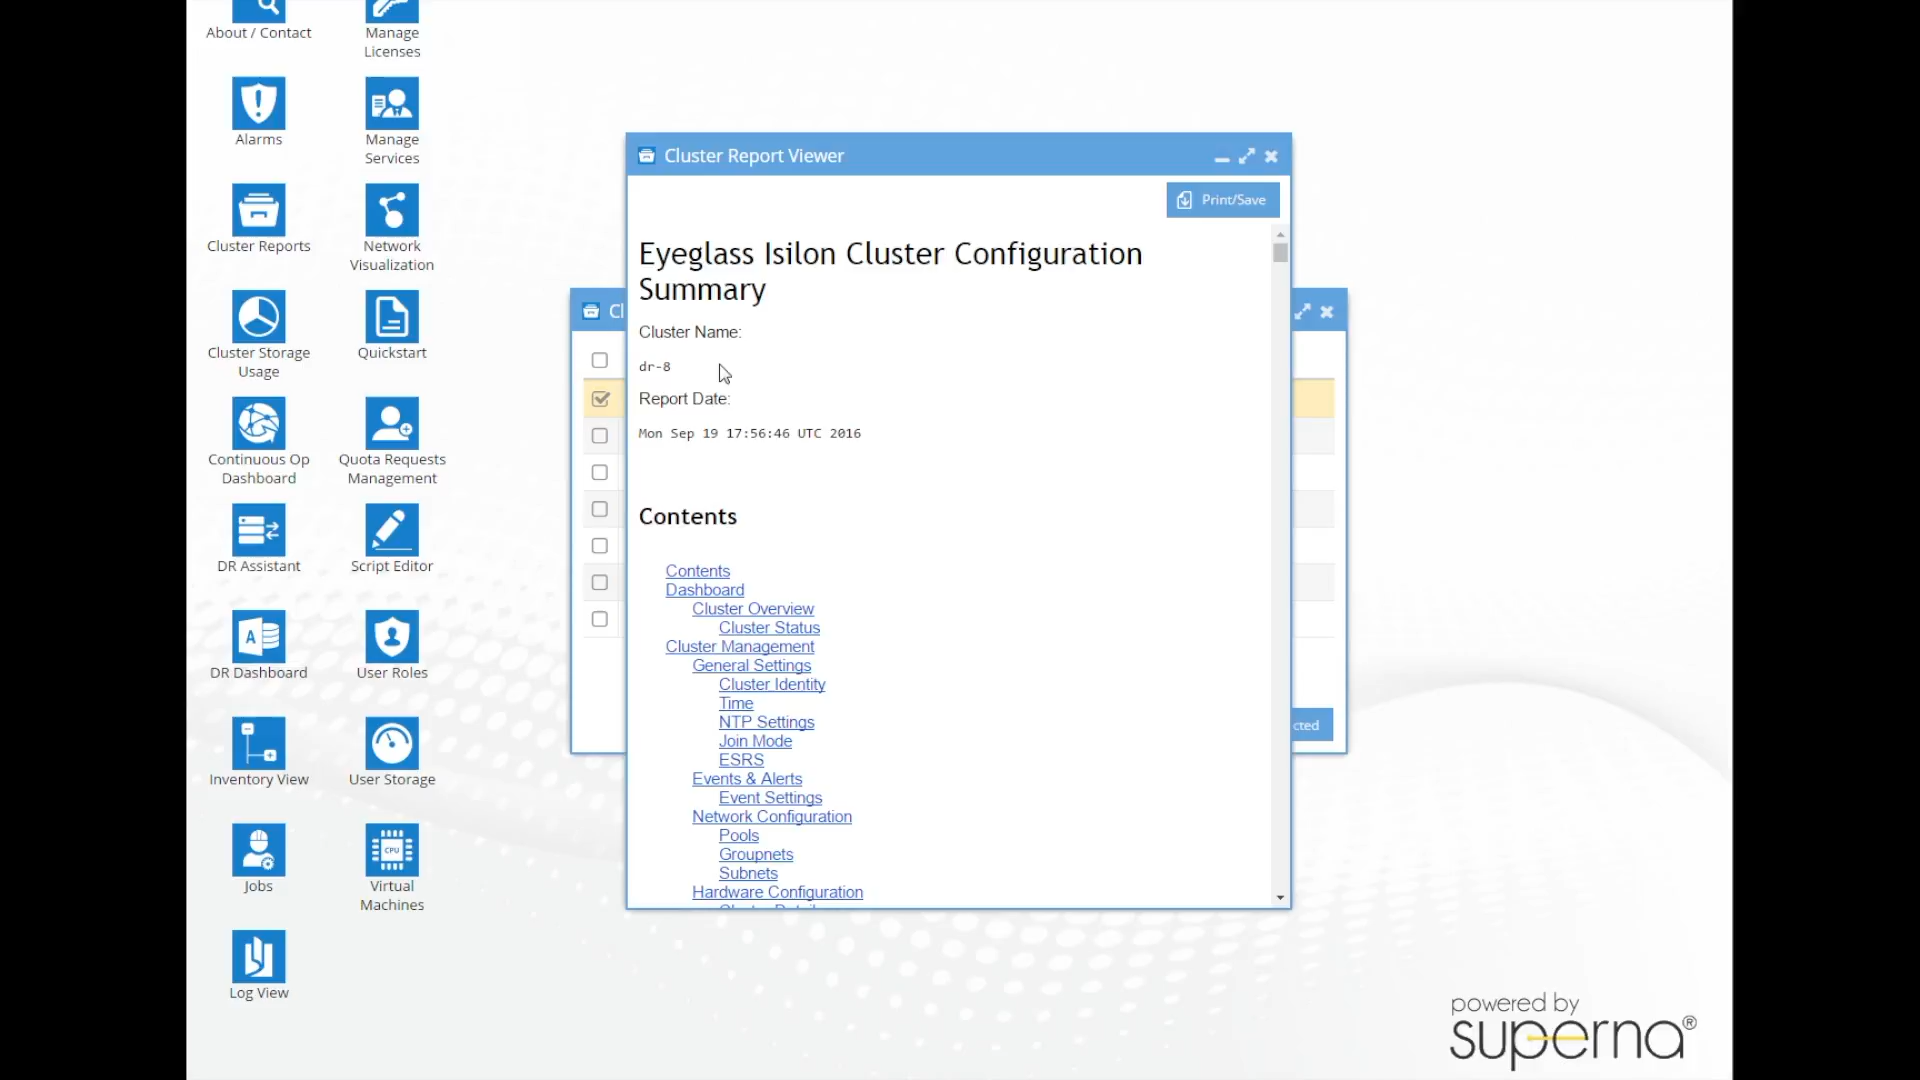 About / Contact
Manage
Licenses
Alarms
Manage
Services
Cluster Reports
Network
Visualization
Cluster Storage
Usage
Quickstart
Continuous Op
Dashboard
Quota Requests
Management
DR Assistant
Script Editor
A
DR Dashboard
User Roles
Inventory View
User Storage
Jobs
CPU
Virtual
Machines
Log View
Cl
cted
Cluster Report Viewer
Print/Save
Eyeglass Isilon Cluster Configuration
Summary
Cluster Name:
dr-8
Report Date:
Mon Sep 19 17:56:46 UTC 2016
Contents
Contents
Dashboard
Cluster Overview
Cluster Status
Cluster Management
General Settings
Cluster Identity
Time
NTP Settings
Join Mode
ESRS
Events & Alerts
Event Settings
Network Configuration
Pools
Groupnets
Subnets
Hardware Configuration
powered by
superna®